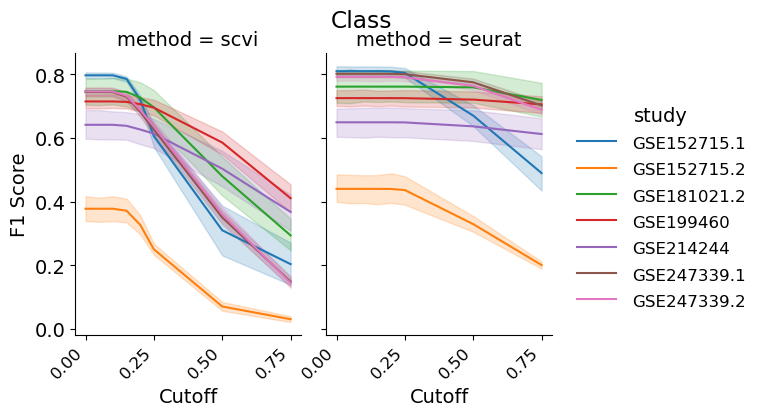 Class
method = scvi
method = seurat
F1 Score
0.8
0.6
0.4
0.2
0.0
0.00
0.25
0.50
0.75
Cutoff
0.00
0.25
0.50
0.75
Cutoff
study
GSE152715.1
GSE152715.2
GSE181021.2
GSE199460
GSE214244
GSE247339.1
GSE247339.2